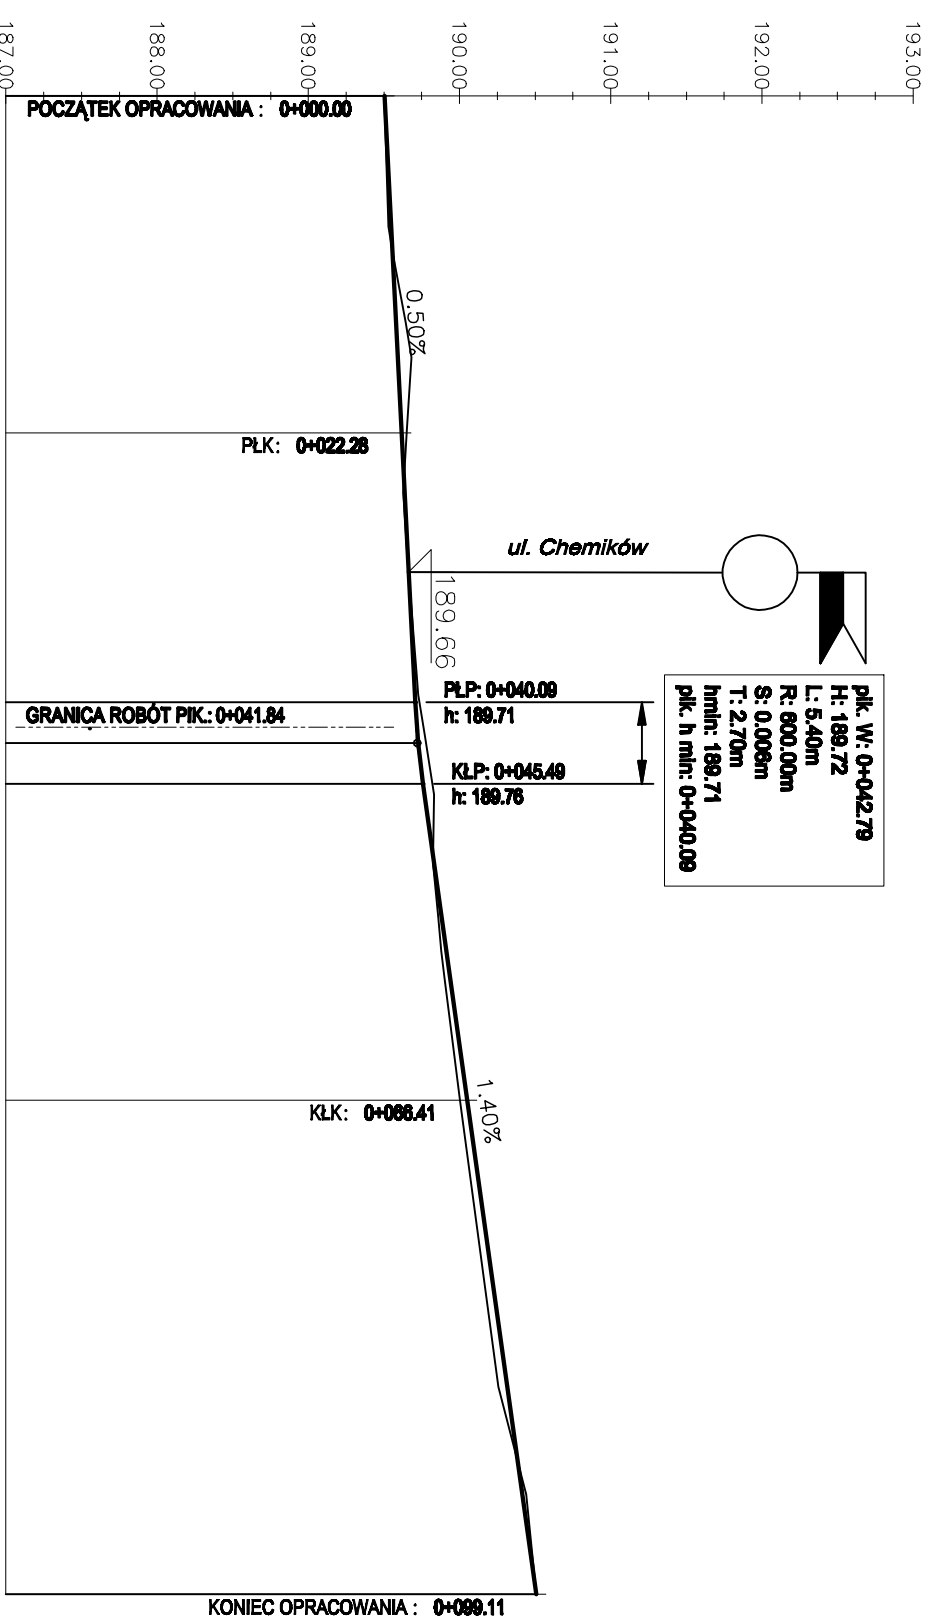 193.00
192.00
191.00
190.00
189.00
188.00
187.00
POCZĄTEK OPRACOWANIA : 0+000.00
0.50%
PŁK: 0+022.28
ul. Chemików
189.66
pik. W: 0+042.79
H: 189.72
L: 5.40m
R: 600.00m
S: 0.006m
T: 2.70m
hmin: 189.71
pik. h min: 0+040.09
PŁP: 0+040.09
h: 189.71
GRANICA ROBÓT PIK.: 0+041.84
KŁP: 0+045.49
h: 189.76
1.40%
KŁK: 0+066.41
KONIEC OPRACOWANIA : 0+099.11